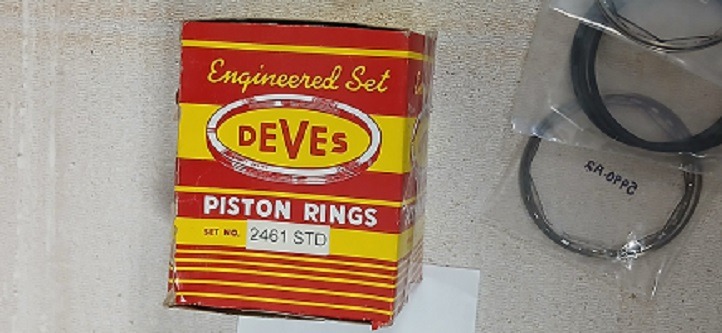 Engineered Set
DEVES
PISTON RINGS
SET NO. 2461 STD